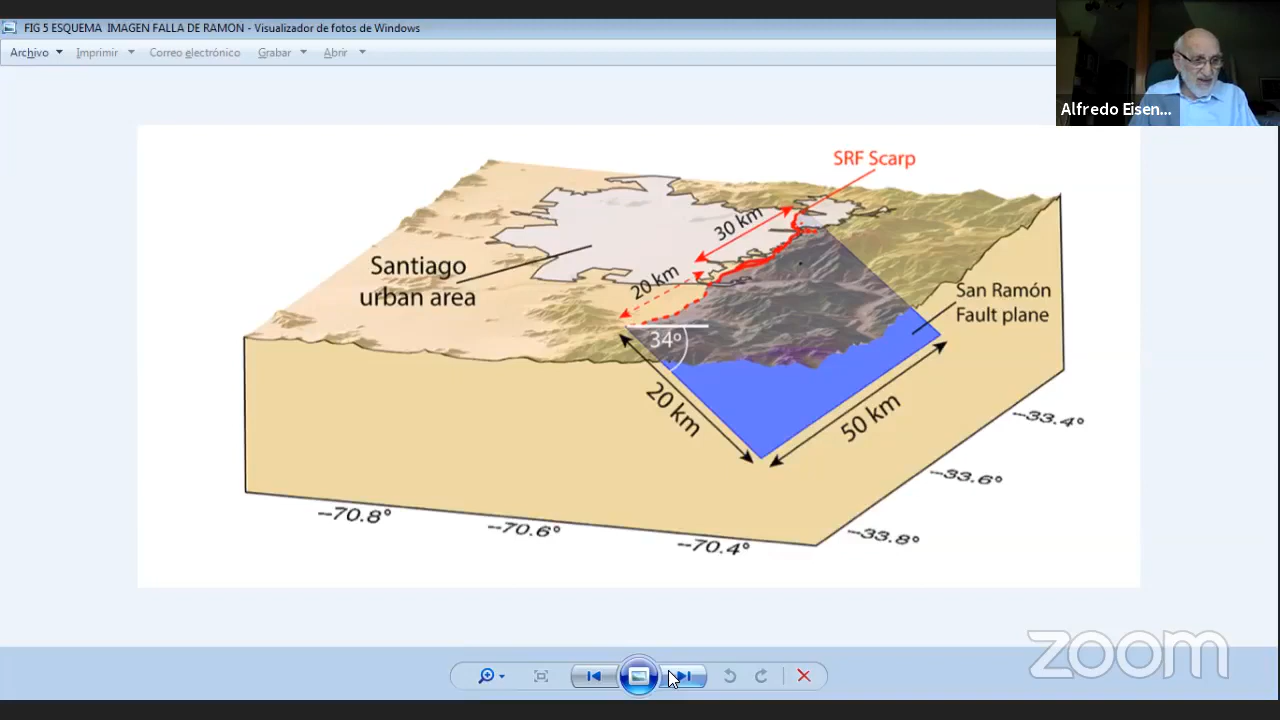 FIG 5 ESQUEMA  IMAGEN FALLA DE RAMON - Visualizador de fotos de Windows
Archivo
Imprimir
Correo electrónico
Grabar
Abrir
Alfredo Eisen...
SRF Scarp
30 km
Santiago
urban area
20 km
San Ramón
Fault plane
34º
20 km
50 km
–33.4°
–33.6°
–33.8°
–70.8°
–70.6°
–70.4°
zoom